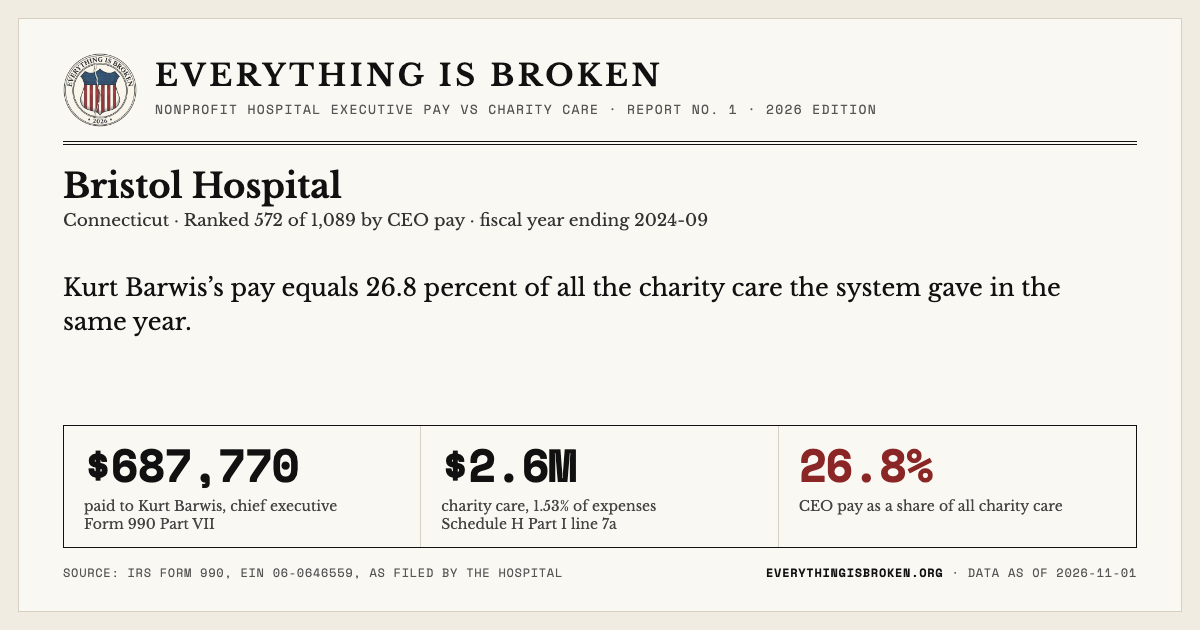 EVERYTHING IS BROKEN
2026
EVERYTHING IS BROKEN
NONPROFIT HOSPITAL EXECUTIVE PAY VS CHARITY CARE · REPORT NO. 1 · 2026 EDITION
Bristol Hospital
Connecticut · Ranked 572 of 1,089 by CEO pay · fiscal year ending 2024-09
Kurt Barwis’s pay equals 26.8 percent of all the charity care the system gave in the
same year.
$687,770
paid to Kurt Barwis, chief executive
Form 990 Part VII
$2.6M
charity care, 1.53% of expenses
Schedule H Part I line 7a
26.8%
CEO pay as a share of all charity care
SOURCE: IRS FORM 990, EIN 06-0646559, AS FILED BY THE HOSPITAL
EVERYTHINGISBROKEN.ORG · DATA AS OF 2026-11-01